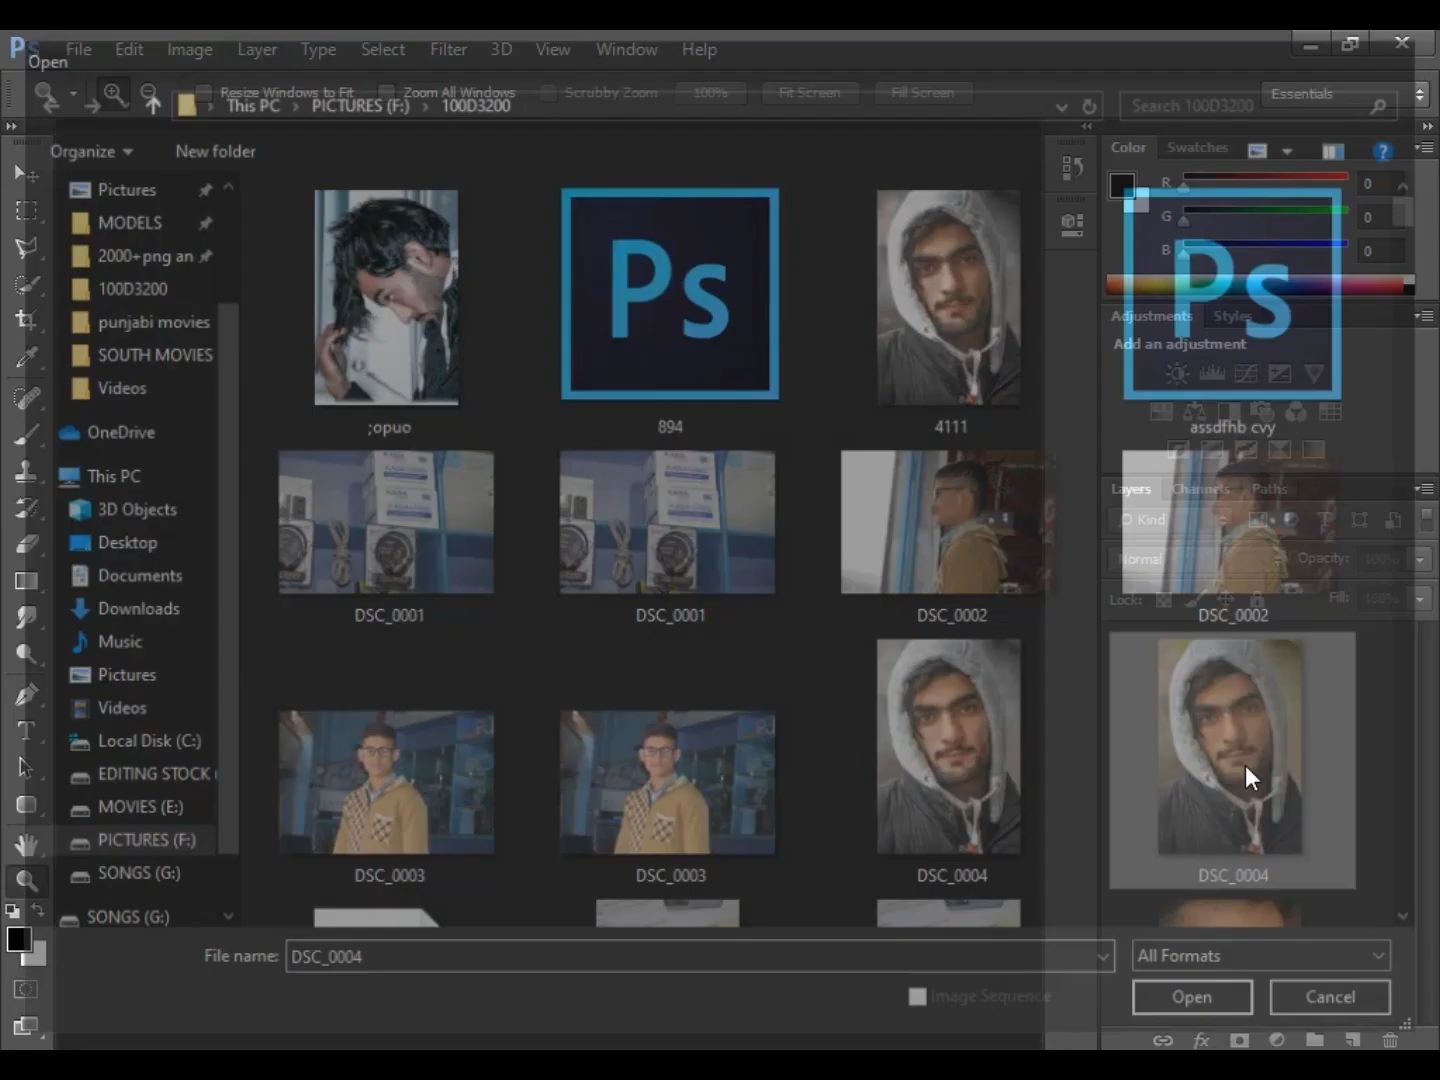 Ps
File Edit Image Layer Type Select Filter 3D View Window Help
Open
Resize Windows to Fit Zoom All Windows Scrubby Zoom 100% Fit Screen Fill Screen Essentials
This PC PICTURES (F:) 100D3200 Search 100D3200
Organize New folder
Color Swatches
R 0
G 0
B 0
Pictures
MODELS
2000+png an
100D3200
punjabi movies
SOUTH MOVIES
Videos
OneDrive
This PC
3D Objects
Desktop
Documents
Downloads
Music
Pictures
Videos
Local Disk (C:)
EDITING STOCK (
MOVIES (E:)
PICTURES (F:)
SONGS (G:)
SONGS (G:)
Ps
Ps
;opuo 894 4111 assdfhb cvy
DSC_0001 DSC_0001 DSC_0002 DSC_0002
DSC_0003 DSC_0003 DSC_0004 DSC_0004
Adjustments Styles
Add an adjustment
Layers Channels Paths
Kind
Normal Opacity: 100%
Lock: Fill: 100%
File name: DSC_0004 All Formats
Image Sequence
Open Cancel